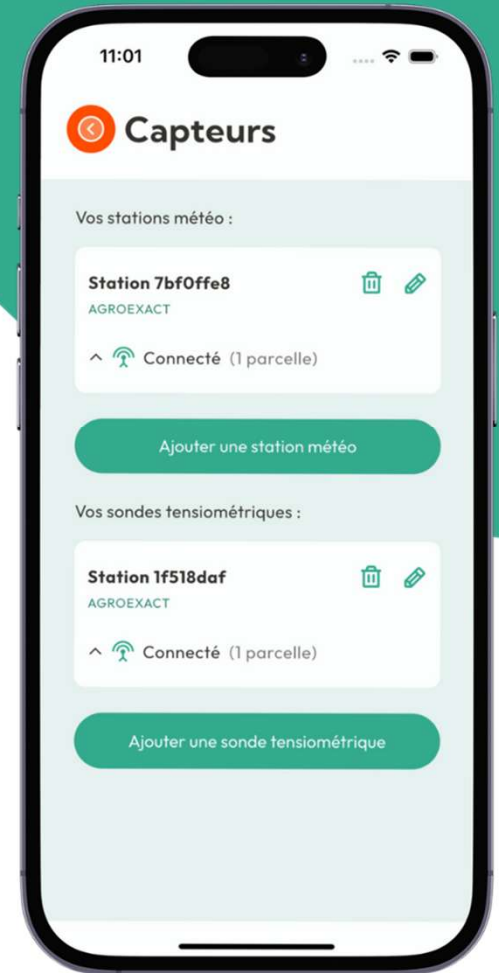 11:01
Capteurs
Vos stations météo :
Station 7bf0ffe8
AGROEXACT
Connecté (1 parcelle)
Ajouter une station météo
Vos sondes tensiométriques :
Station 1f518daf
AGROEXACT
Connecté (1 parcelle)
Ajouter une sonde tensiométrique